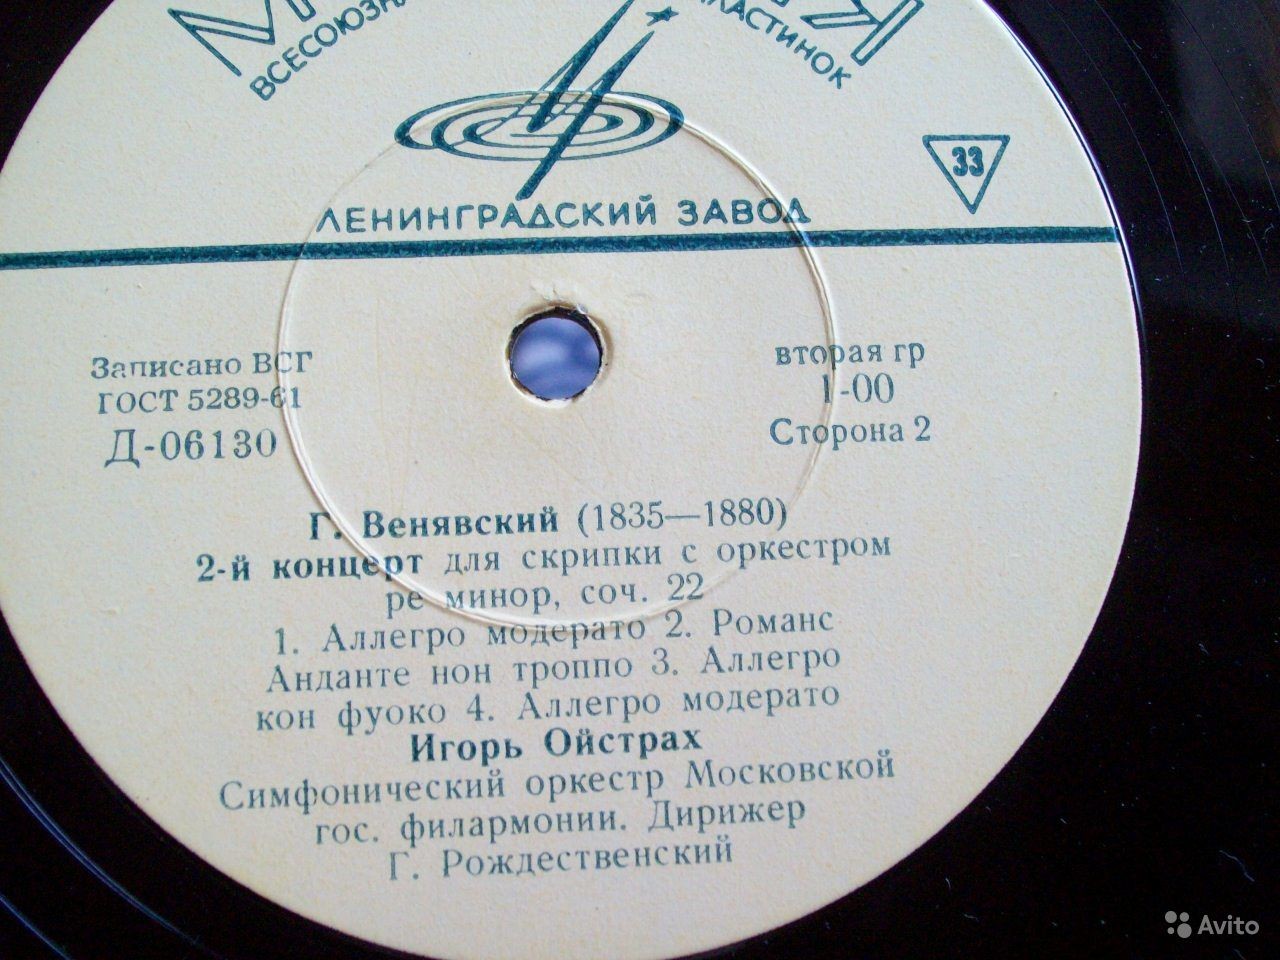 ЛЕНИНГРАДСКИЙ ЗАВОД
33
Записано ВСГ
ГОСТ 5289-61
Д-06130
вторая гр
1-00
Сторона 2
Г. Венявский (1835—1880)
2-й концерт для скрипки с оркестром
ре минор, соч. 22
1. Аллегро модерато 2. Романс
Анданте нон троппо 3. Аллегро
кон фуоко 4. Аллегро модерато
Игорь Ойстрах
Симфонический оркестр Московской
гос. филармонии. Дирижер
Г. Рождественский
Avito